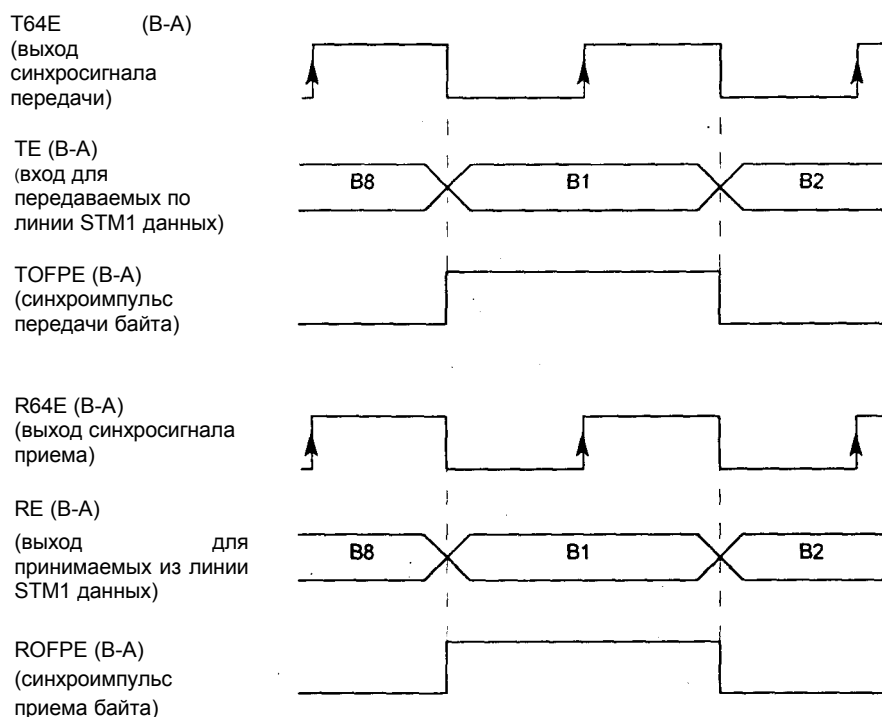 T64E (B-A)
(выход
синхросигнала
передачи)
TE (B-A)
(вход для
передаваемых по
линии STM1 данных)
B8 B1 B2
TOFPE (B-A)
(синхроимпульс
передачи байта)
R64E (B-A)
(выход синхросигнала
приема)
RE (B-A)
(выход для
принимаемых из линии
STM1 данных)
B8 B1 B2
ROFPE (B-A)
(синхроимпульс
приема байта)